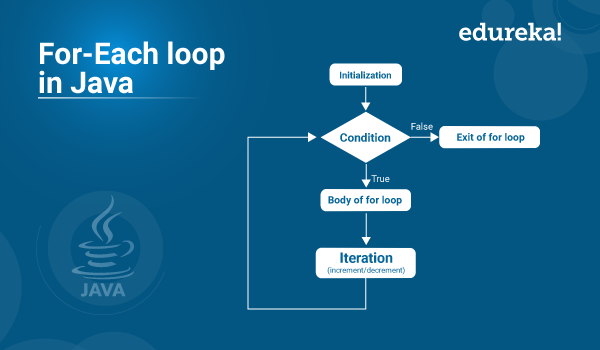 For-Each loop
in Java
edureka!
Initialization
Condition
False
Exit of for loop
True
Body of for loop
Iteration
(increment/decrement)
JAVA